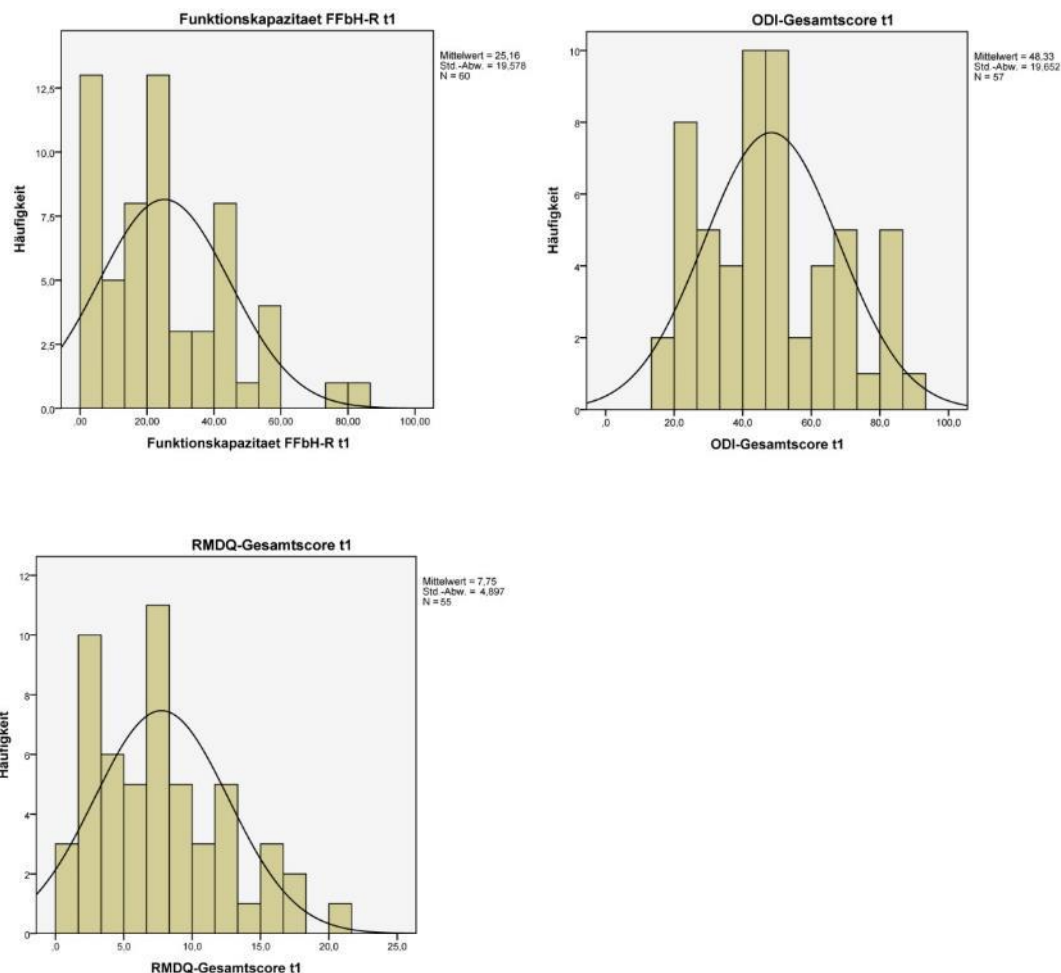 Funktionskapazitaet FFbH-R t1
Mittelwert = 25,16
Std.-Abw. = 19,578
N = 60
Häufigkeit
12,5
10,0
7,5
5,0
2,5
0,0
,00 20,00 40,00 60,00 80,00 100,00
Funktionskapazitaet FFbH-R t1
ODI-Gesamtscore t1
Mittelwert = 48,33
Std.-Abw. = 19,652
N = 57
Häufigkeit
10
8
6
4
2
0
,0 20,0 40,0 60,0 80,0 100,0
ODI-Gesamtscore t1
RMDQ-Gesamtscore t1
Mittelwert = 7,75
Std.-Abw. = 4,897
N = 55
Häufigkeit
12
10
8
6
4
2
0
,0 5,0 10,0 15,0 20,0 25,0
RMDQ-Gesamtscore t1